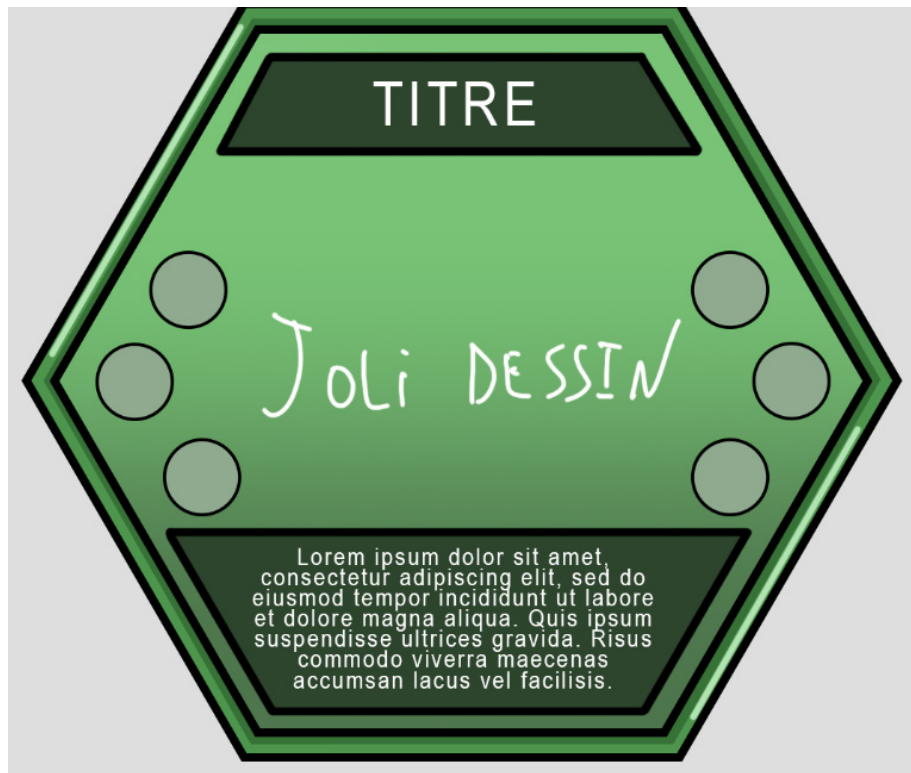 TITRE
JOLi DESSIN
Lorem ipsum dolor sit amet,
consectetur adipiscing elit, sed do
eiusmod tempor incididunt ut labore
et dolore magna aliqua. Quis ipsum
suspendisse ultrices gravida. Risus
commodo viverra maecenas
accumsan lacus vel facilisis.